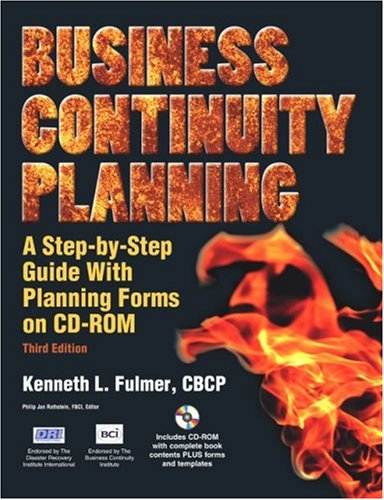 BUSINESS
CONTINUITY
PLANNING
A Step-by-Step
Guide With
Planning Forms
on CD-ROM
Third Edition
Kenneth L. Fulmer, CBCP
Philip Jan Rothstein, FBCI, Editor
DRI
Endorsed by The
Disaster Recovery
Institute International
BCI
Endorsed by The
Business Continuity
Institute
Includes CD-ROM
with complete book
contents PLUS forms
and templates